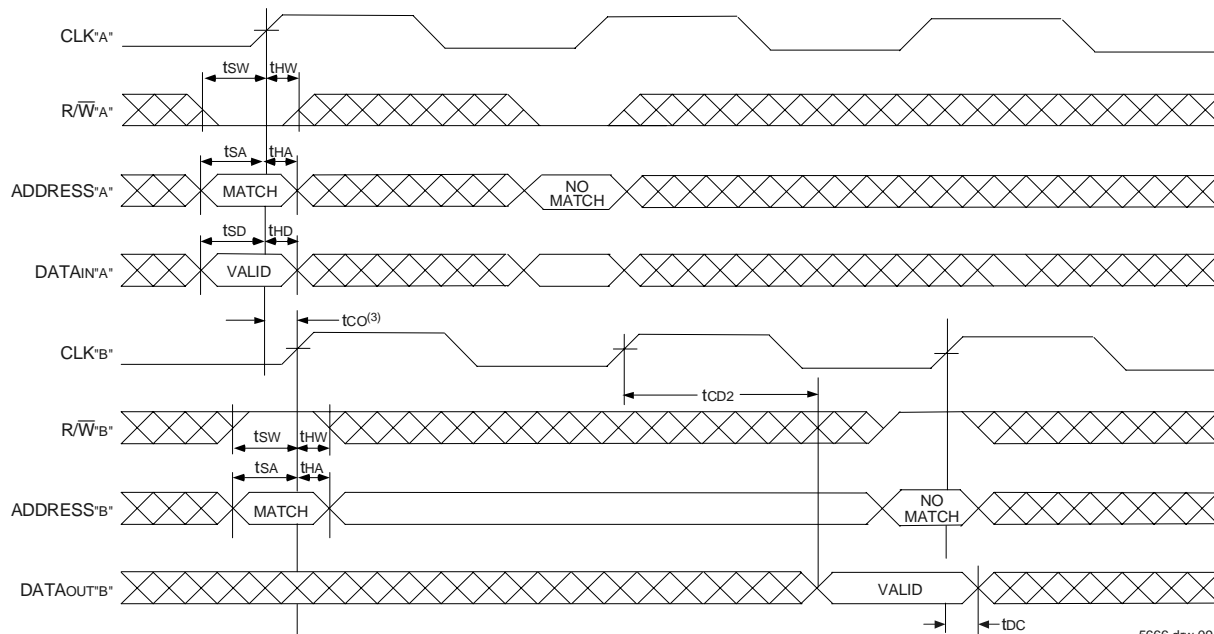 CLK"A"
tSW tHW
R/W̅"A"
tSA tHA
ADDRESS"A" MATCH NO MATCH
tSD tHD
DATAIN"A" VALID
tCO(3)
CLK"B"
tCD2
R/W̅"B"
tSW tHW
tSA tHA
ADDRESS"B" MATCH NO MATCH
DATAOUT"B" VALID
tDC